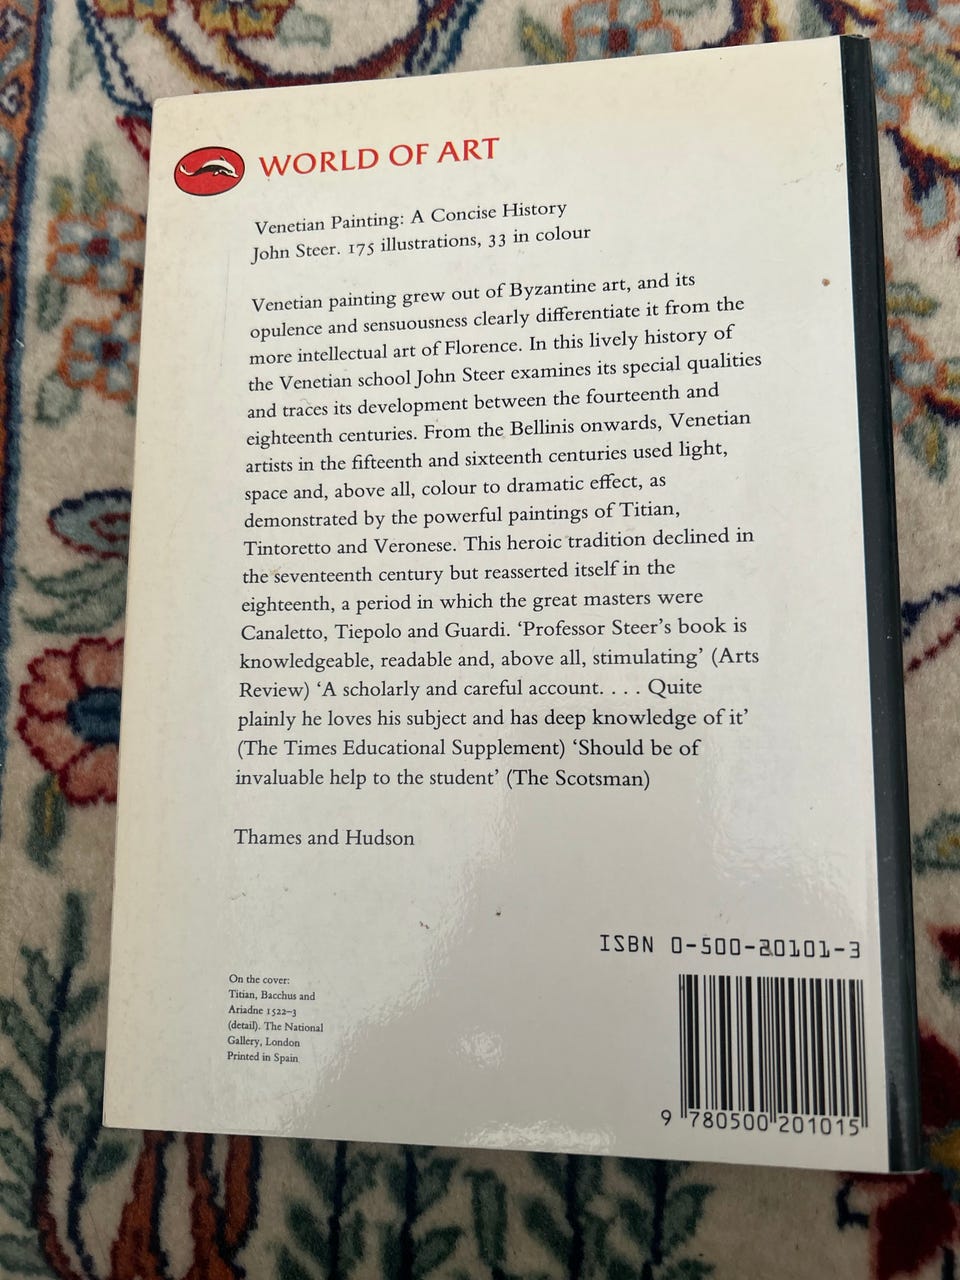 WORLD OF ART
Venetian Painting: A Concise History
John Steer. 175 illustrations, 33 in colour
Venetian painting grew out of Byzantine art, and its
opulence and sensuousness clearly differentiate it from the
more intellectual art of Florence. In this lively history of
the Venetian school John Steer examines its special qualities
and traces its development between the fourteenth and
eighteenth centuries. From the Bellinis onwards, Venetian
artists in the fifteenth and sixteenth centuries used light,
space and, above all, colour to dramatic effect, as
demonstrated by the powerful paintings of Titian,
Tintoretto and Veronese. This heroic tradition declined in
the seventeenth century but reasserted itself in the
eighteenth, a period in which the great masters were
Canaletto, Tiepolo and Guardi. ‘Professor Steer’s book is
knowledgeable, readable and, above all, stimulating’ (Arts
Review) ‘A scholarly and careful account. . . . Quite
plainly he loves his subject and has deep knowledge of it’
(The Times Educational Supplement) ‘Should be of
invaluable help to the student’ (The Scotsman)
Thames and Hudson
ISBN 0-500-20101-3
On the cover:
Titian, Bacchus and
Ariadne 1522–3
(detail). The National
Gallery, London
Printed in Spain
9 780500 201015